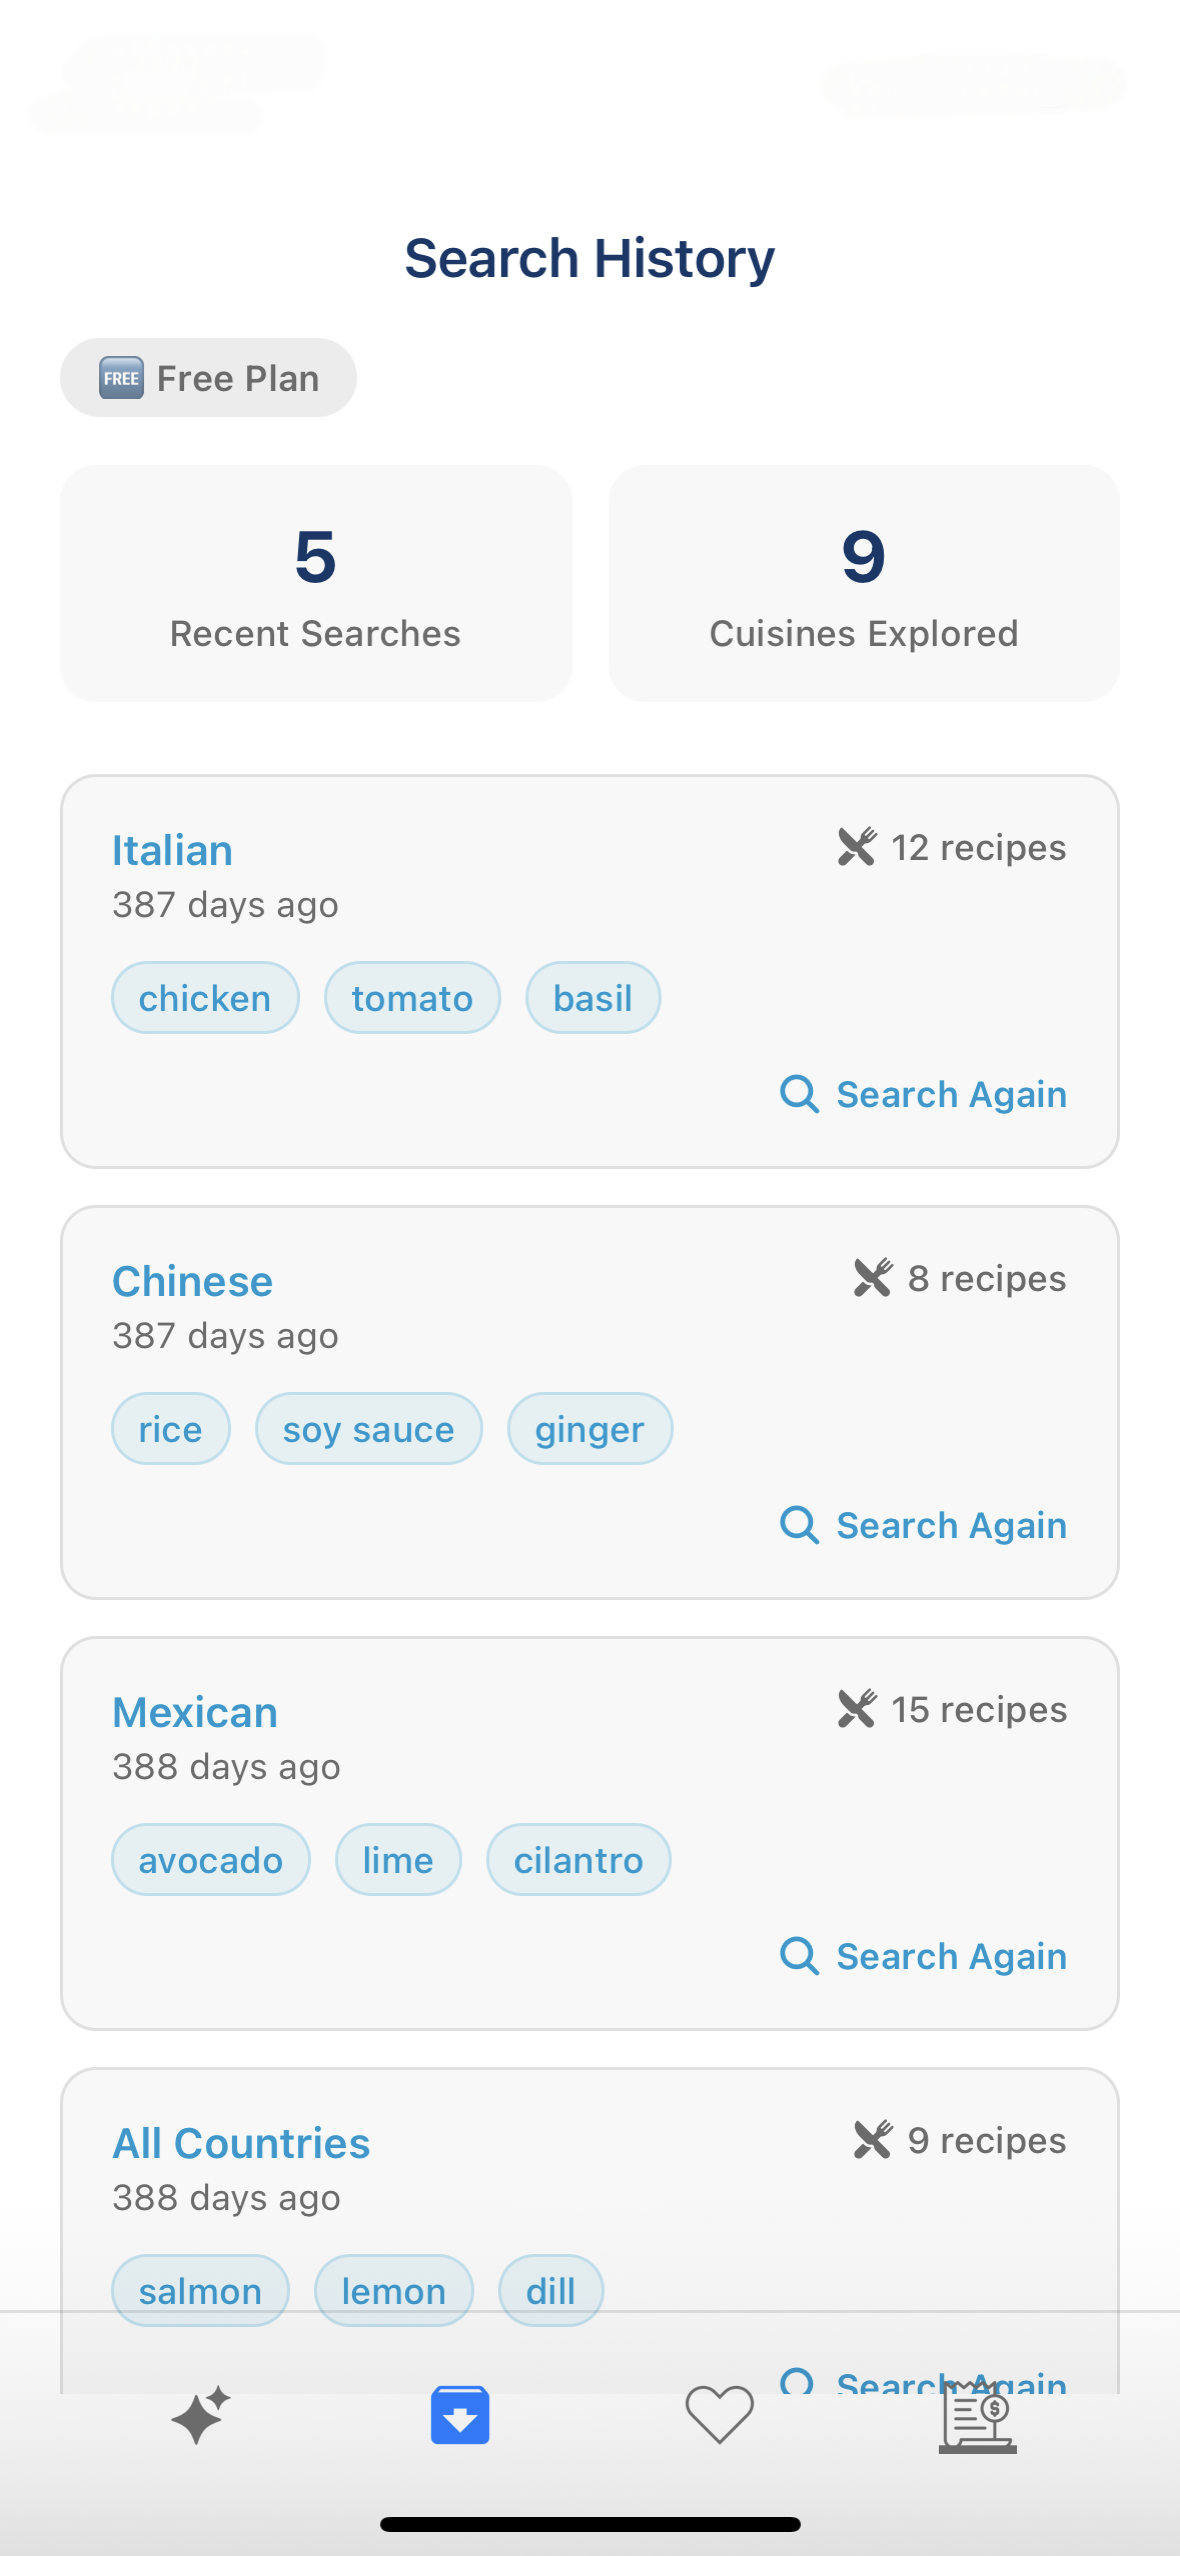 Search History
FREE Free Plan
5
Recent Searches
9
Cuisines Explored
Italian
12 recipes
387 days ago
chicken tomato basil
Search Again
Chinese
8 recipes
387 days ago
rice soy sauce ginger
Search Again
Mexican
15 recipes
388 days ago
avocado lime cilantro
Search Again
All Countries
9 recipes
388 days ago
salmon lemon dill
Search Again
$